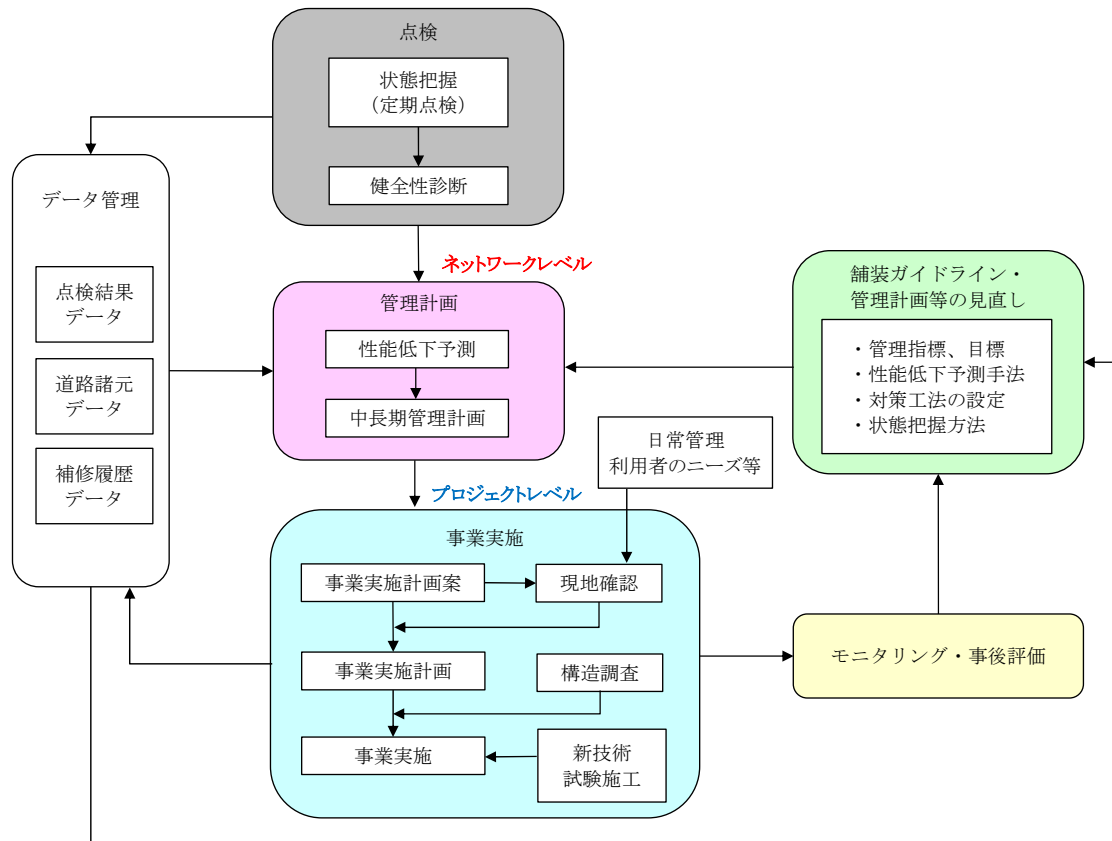 点検
状態把握
（定期点検）
健全性診断
データ管理
点検結果
データ
道路諸元
データ
補修履歴
データ
ネットワークレベル
管理計画
性能低下予測
中長期管理計画
舗装ガイドライン・
管理計画等の見直し
・管理指標、目標
・性能低下予測手法
・対策工法の設定
・状態把握方法
日常管理
利用者のニーズ等
プロジェクトレベル
事業実施
事業実施計画案
現地確認
事業実施計画
構造調査
事業実施
新技術
試験施工
モニタリング・事後評価